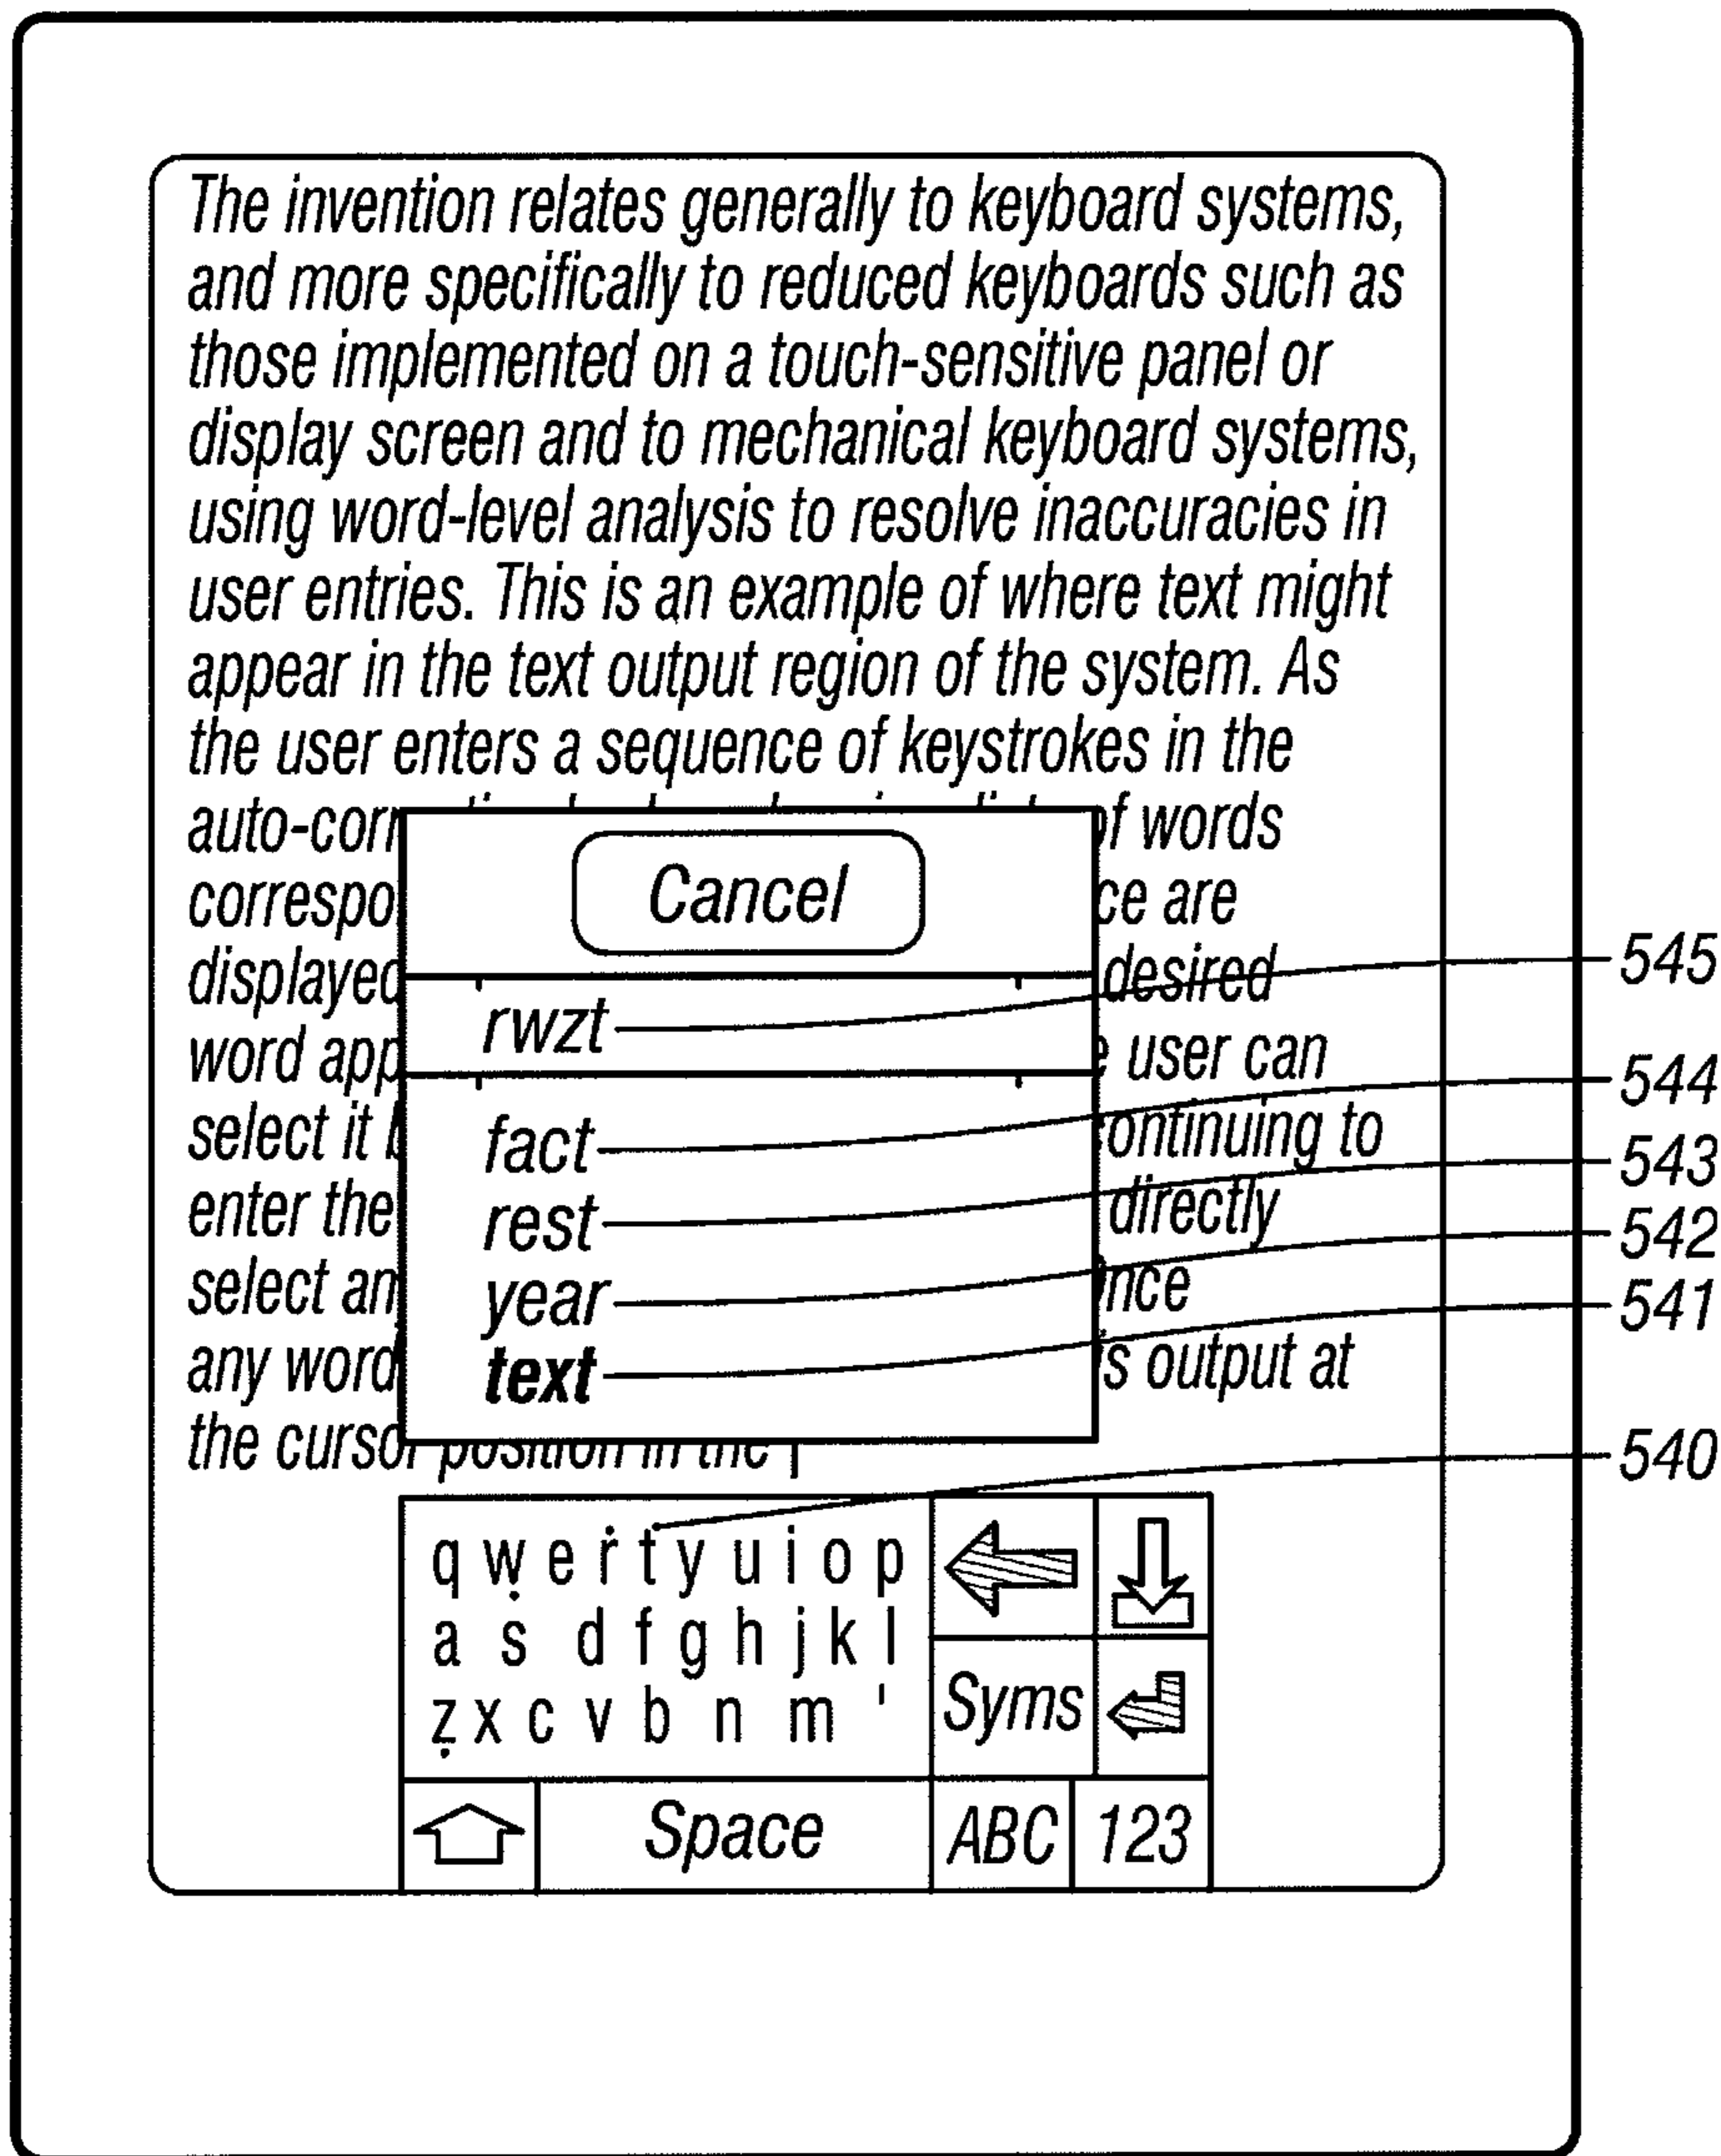 The invention relates generally to keyboard systems,
and more specifically to reduced keyboards such as
those implemented on a touch-sensitive panel or
display screen and to mechanical keyboard systems,
using word-level analysis to resolve inaccuracies in
user entries. This is an example of where text might
appear in the text output region of the system. As
the user enters a sequence of keystrokes in the
auto-corr of words
Cancel
correspo ce are
displayed desired 545
rwzt
word app user can
544
select it continuing to
fact
543
enter the directly
rest
542
select an nce
year
541
any word s output at
text
the cursor position in the
540
q w e r t y u i o p
a s d f g h j k l
z x c v b n m '
Syms
Space ABC 123